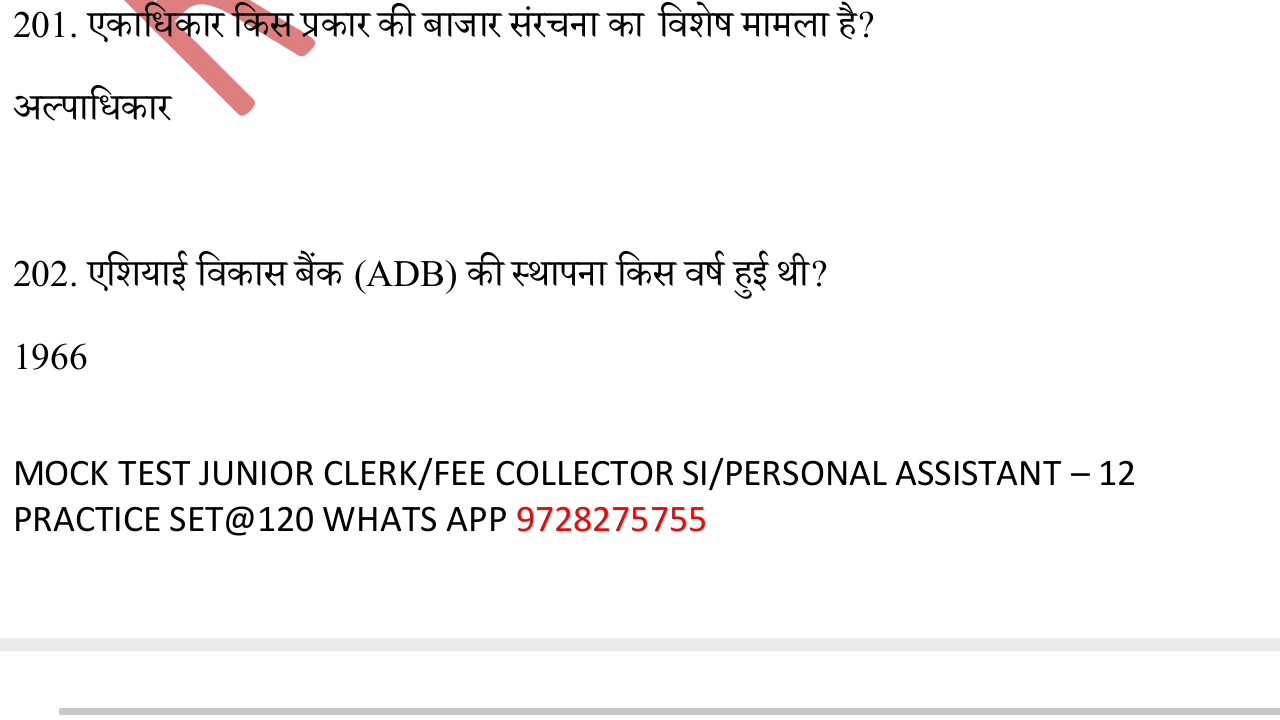 201. एकाधिकार किस प्रकार की बाजार संरचना का विशेष मामला है?
अल्पाधिकार
202. एशियाई विकास बैंक (ADB) की स्थापना किस वर्ष हुई थी?
1966
MOCK TEST JUNIOR CLERK/FEE COLLECTOR SI/PERSONAL ASSISTANT – 12
PRACTICE SET@120 WHATS APP 9728275755